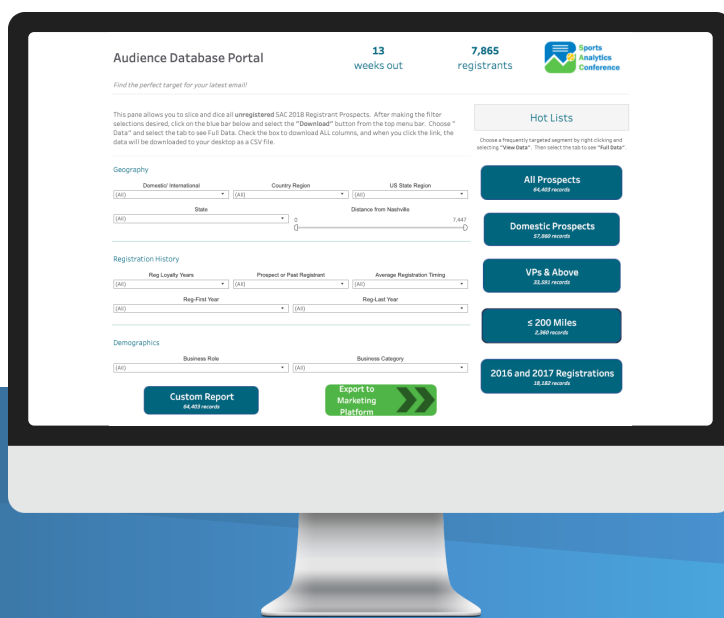 Audience Database Portal
13
weeks out
7,865
registrants
Sports
Analytics
Conference
Find the perfect target for your latest email!
This pane allows you to slice and dice all unregistered SAC 2018 Registrant Prospects. After making the filter
selections desired, click on the blue bar below and select the "Download" button from the top menu bar. Choose "
Data" and select the tab to see Full Data. Check the box to download ALL columns, and when you click the link, the
data will be downloaded to your desktop as a CSV file.
Hot Lists
Choose a frequently targeted segment by right clicking and
selecting "View Data". Then select the tab to see "Full Data".
Geography
Domestic/ International
Country Region
US State Region
(All)
(All)
(All)
State
Distance from Nashville
(All)
0
7,447
Registration History
Reg Loyalty Years
Prospect or Past Registrant
Average Registration Timing
(All)
(All)
(All)
Reg-First Year
Reg-Last Year
(All)
(All)
Demographics
Business Role
Business Category
(All)
(All)
Custom Report
64,403 records
Export to
Marketing
Platform
All Prospects
64,403 records
Domestic Prospects
57,860 records
VPs & Above
33,591 records
≤ 200 Miles
2,360 records
2016 and 2017 Registrations
18,182 records